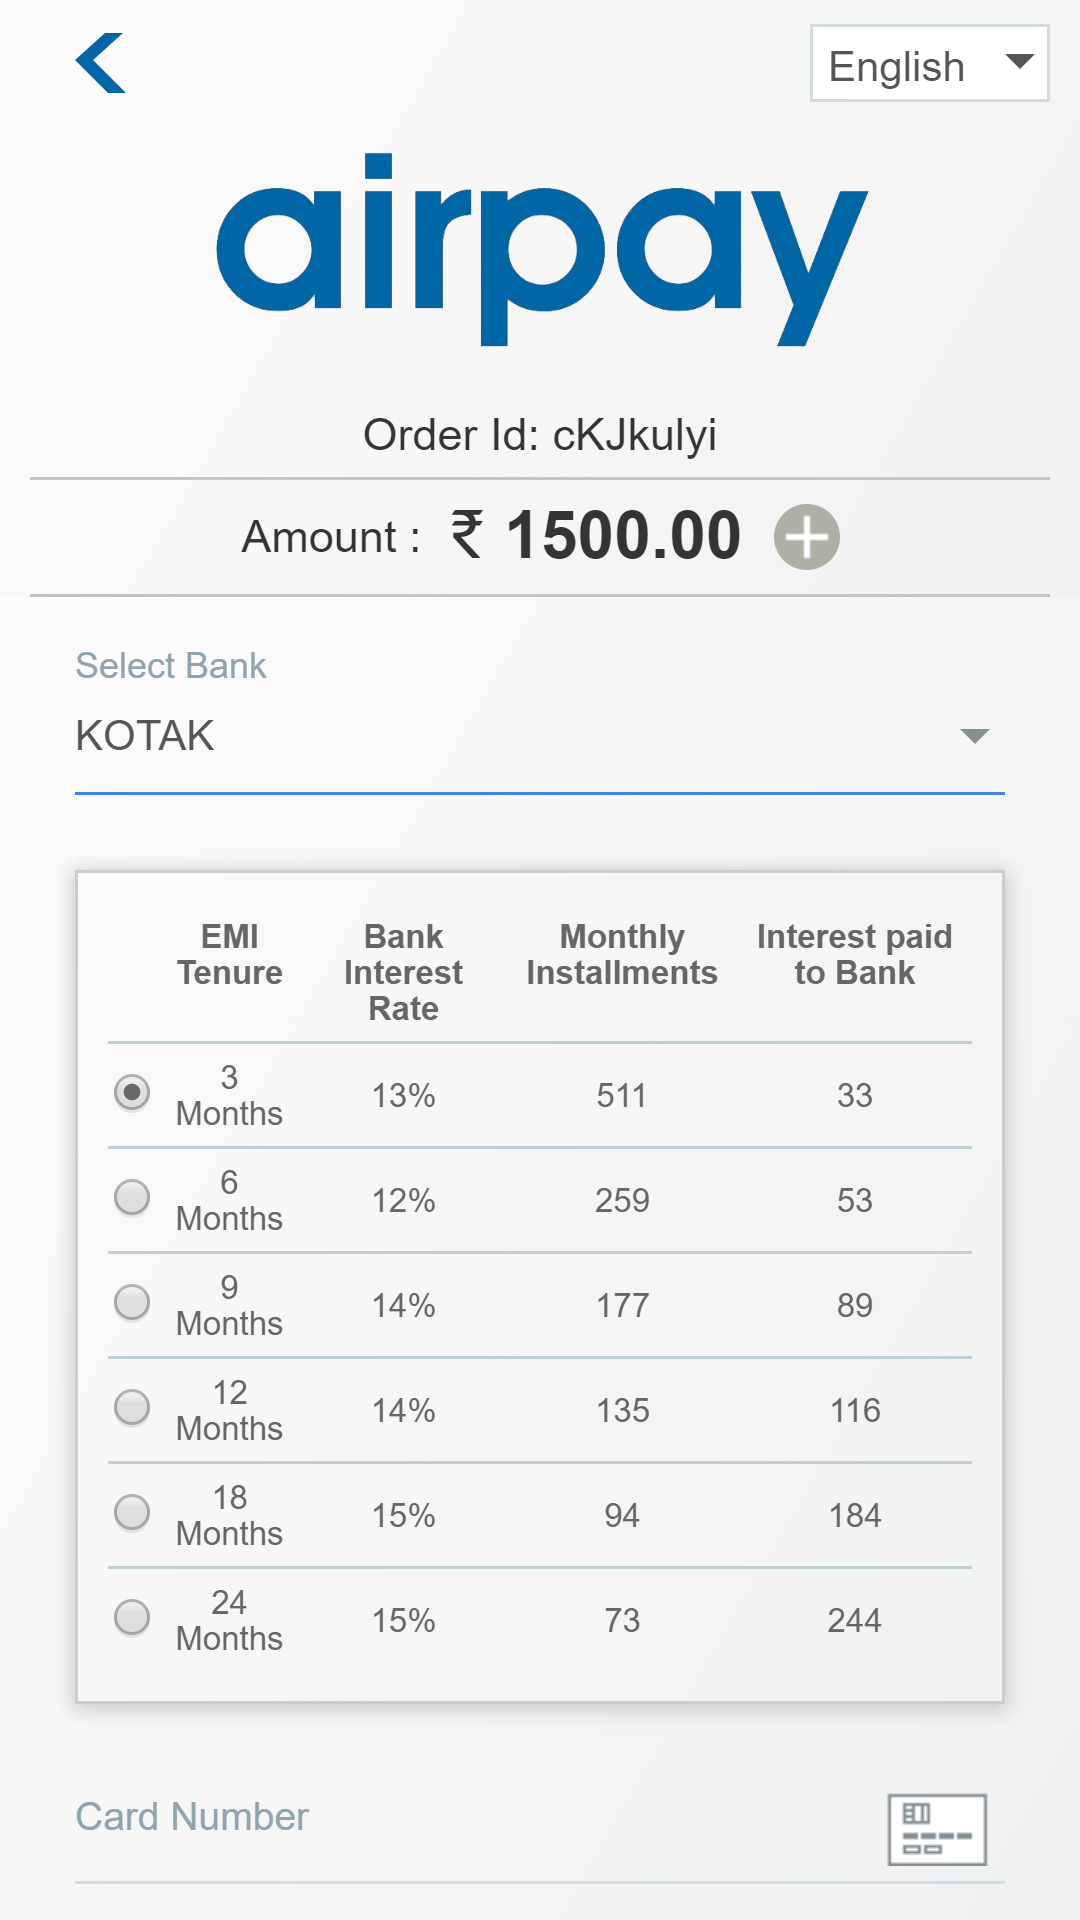 English
airpay
Order Id: cKJkulyi
Amount : ₹ 1500.00
Select Bank
KOTAK
EMI Tenure Bank Interest Rate Monthly Installments Interest paid to Bank
3 Months 13% 511 33
6 Months 12% 259 53
9 Months 14% 177 89
12 Months 14% 135 116
18 Months 15% 94 184
24 Months 15% 73 244
Card Number